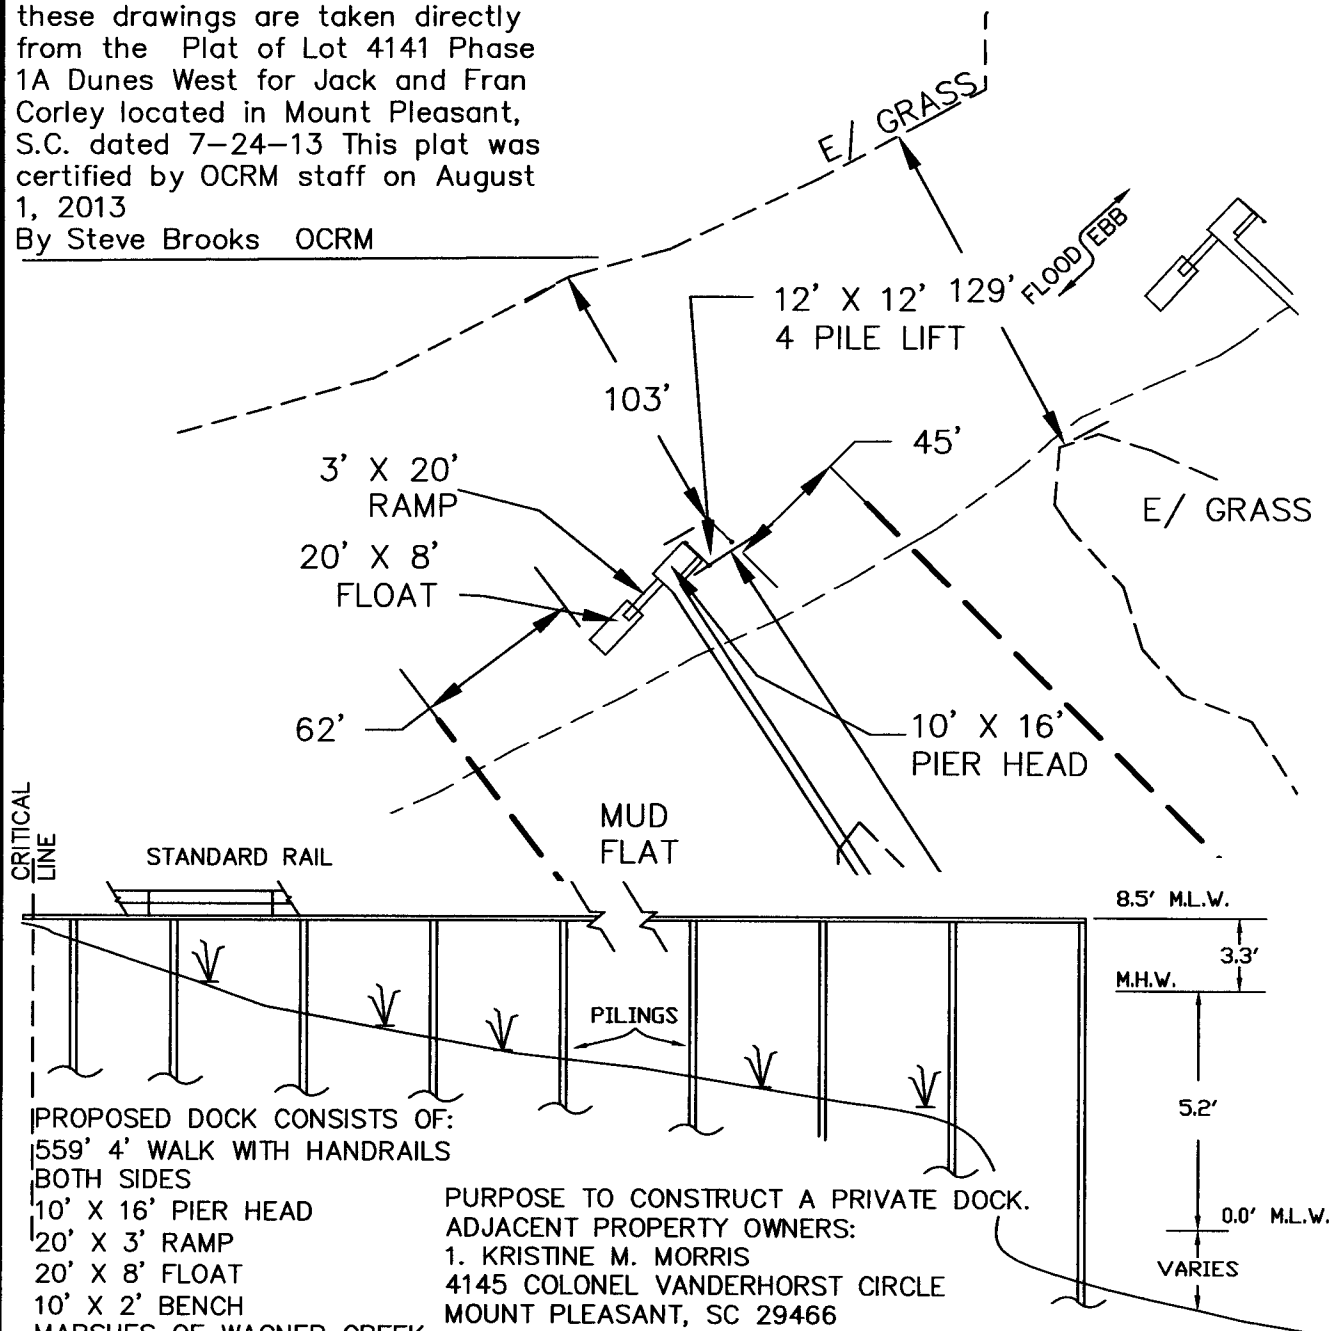 these drawings are taken directly
from the Plat of Lot 4141 Phase
1A Dunes West for Jack and Fran
Corley located in Mount Pleasant,
S.C. dated 7-24-13 This plat was
certified by OCRM staff on August
1, 2013
By Steve Brooks OCRM
E/ GRASS
FLOOD EBB
12' X 12'
4 PILE LIFT
129'
103'
45'
3' X 20'
RAMP
E/ GRASS
20' X 8'
FLOAT
62'
10' X 16'
PIER HEAD
MUD
FLAT
CRITICAL
LINE
STANDARD RAIL
8.5' M.L.W.
3.3'
M.H.W.
PILINGS
5.2'
0.0' M.L.W.
VARIES
PROPOSED DOCK CONSISTS OF:
559' 4' WALK WITH HANDRAILS
BOTH SIDES
10' X 16' PIER HEAD
20' X 3' RAMP
20' X 8' FLOAT
10' X 2' BENCH
MARSHES OF WAGNER CREEK
PURPOSE TO CONSTRUCT A PRIVATE DOCK.
ADJACENT PROPERTY OWNERS:
1. KRISTINE M. MORRIS
4145 COLONEL VANDERHORST CIRCLE
MOUNT PLEASANT, SC 29466